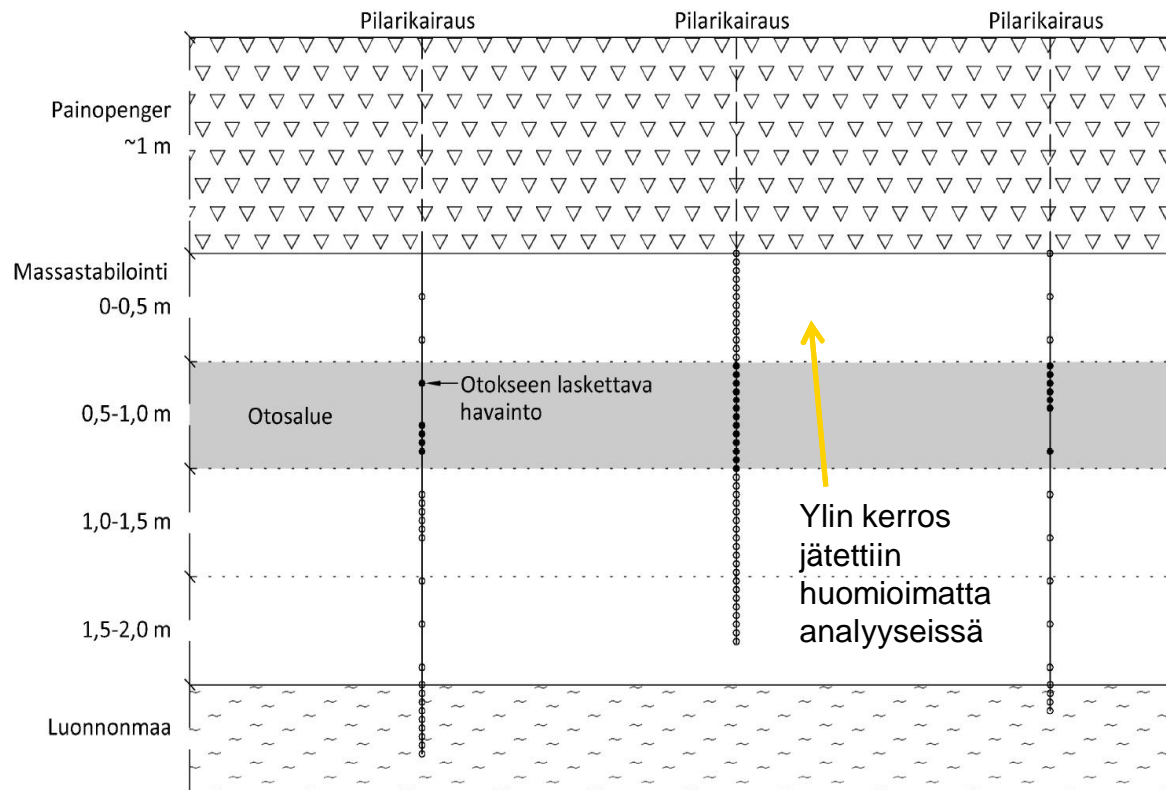 Pilarikairaus
Pilarikairaus
Pilarikairaus
Painopenger
~1 m
Massastabilointi
0-0,5 m
Otokseen laskettava
havainto
0,5-1,0 m
Otosalue
1,0-1,5 m
Ylin kerros
jätettiin
huomioimatta
analyyseissä
1,5-2,0 m
Luonnonmaa